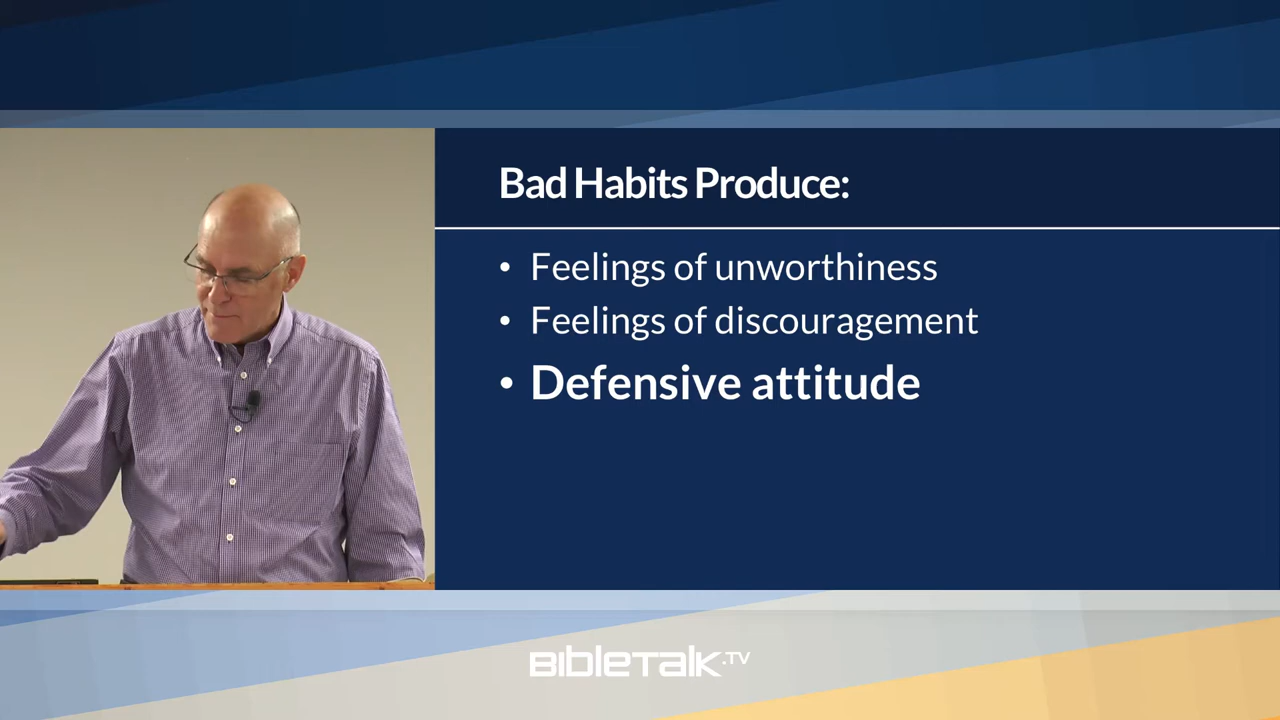 Bad Habits Produce:
• Feelings of unworthiness
• Feelings of discouragement
• Defensive attitude
BIBLETALK.TV